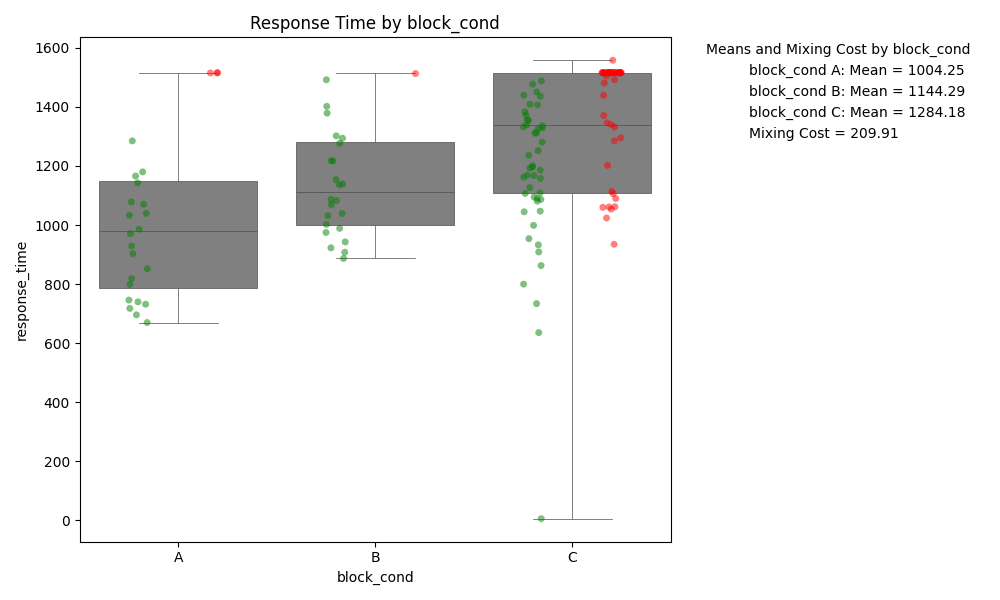 Response Time by block_cond
Means and Mixing Cost by block_cond
block_cond A: Mean = 1004.25
block_cond B: Mean = 1144.29
block_cond C: Mean = 1284.18
Mixing Cost = 209.91
response_time
1600
1400
1200
1000
800
600
400
200
0
A
B
C
block_cond